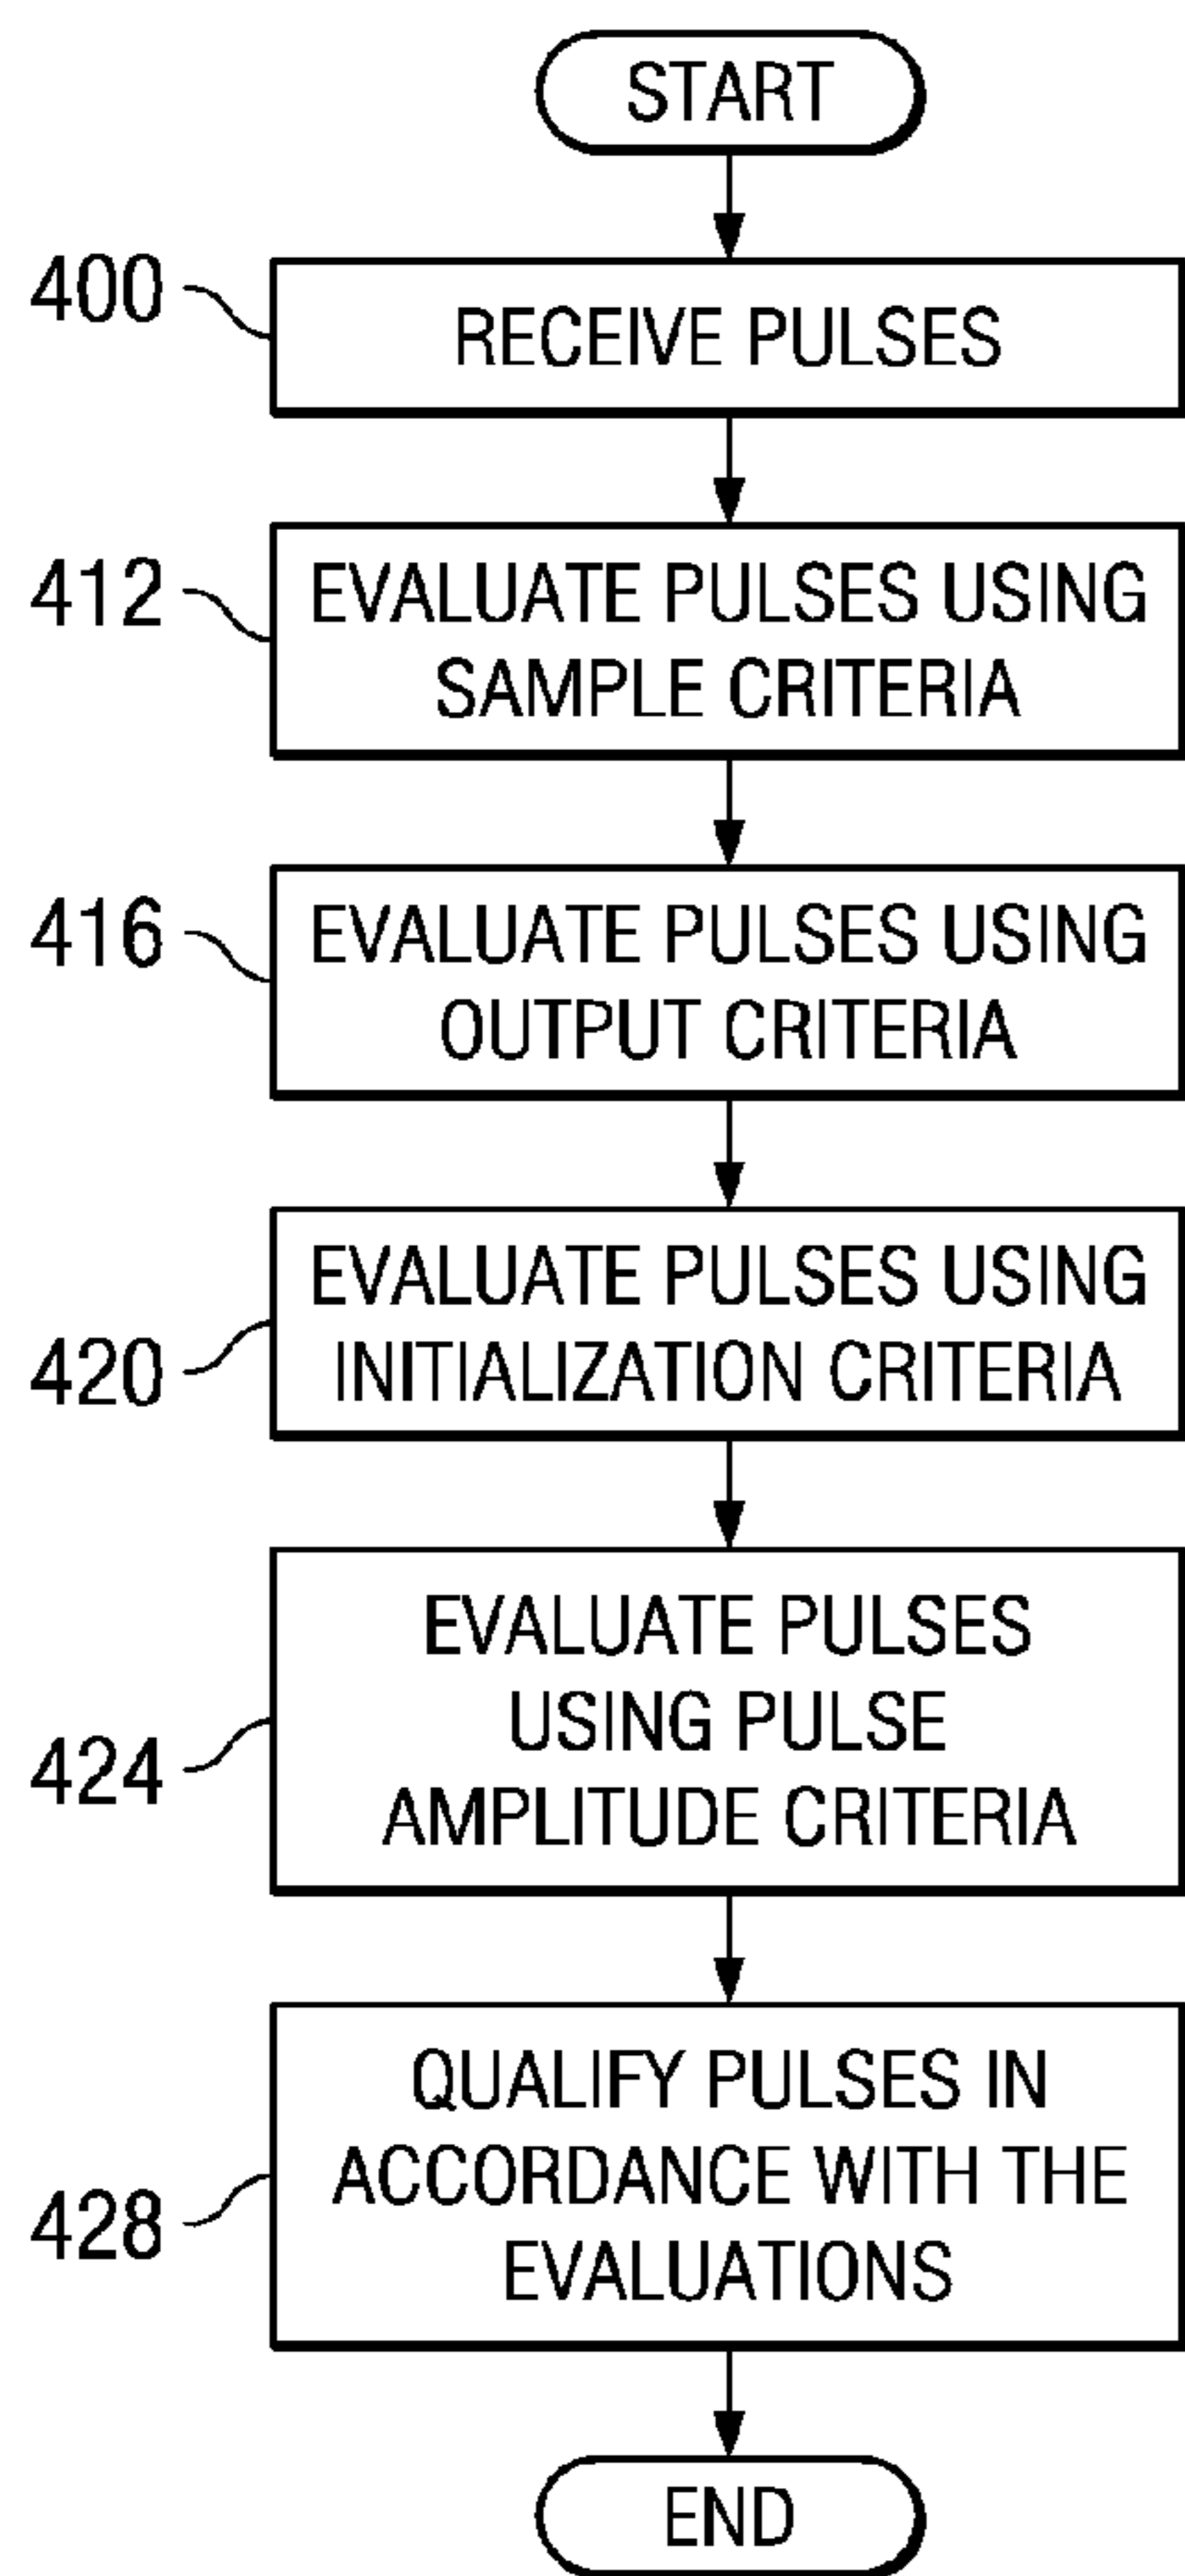 START
400
RECEIVE PULSES
412
EVALUATE PULSES USING
SAMPLE CRITERIA
416
EVALUATE PULSES USING
OUTPUT CRITERIA
420
EVALUATE PULSES USING
INITIALIZATION CRITERIA
424
EVALUATE PULSES
USING PULSE
AMPLITUDE CRITERIA
428
QUALIFY PULSES IN
ACCORDANCE WITH THE
EVALUATIONS
END